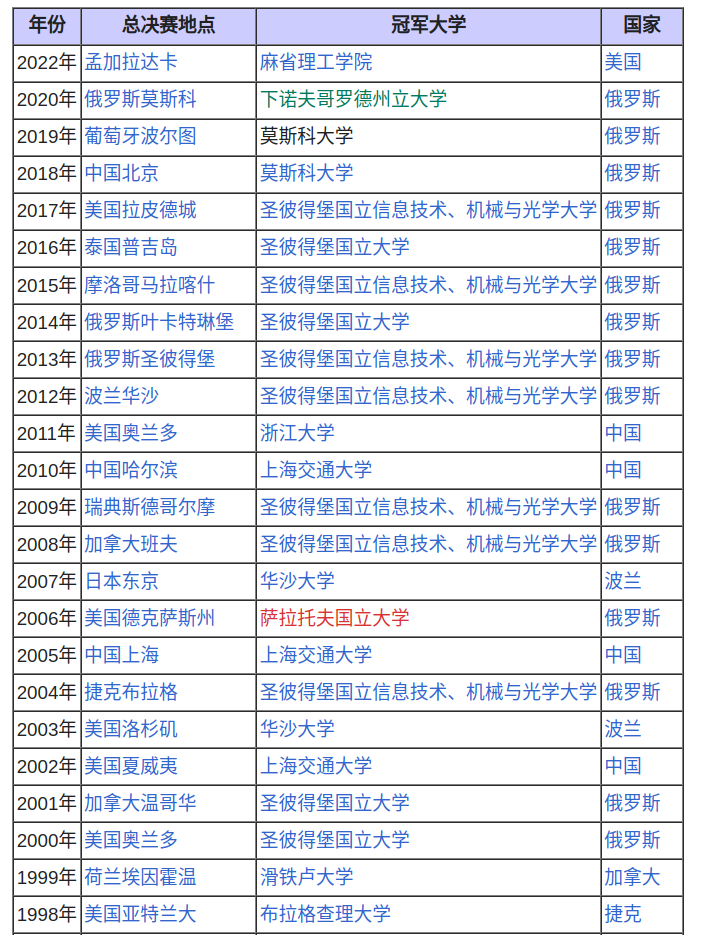 年份 总决赛地点 冠军大学 国家
2022年 孟加拉达卡 麻省理工学院 美国
2020年 俄罗斯莫斯科 下诺夫哥罗德州立大学 俄罗斯
2019年 葡萄牙波尔图 莫斯科大学 俄罗斯
2018年 中国北京 莫斯科大学 俄罗斯
2017年 美国拉皮德城 圣彼得堡国立信息技术、机械与光学大学 俄罗斯
2016年 泰国普吉岛 圣彼得堡国立大学 俄罗斯
2015年 摩洛哥马拉喀什 圣彼得堡国立信息技术、机械与光学大学 俄罗斯
2014年 俄罗斯叶卡特琳堡 圣彼得堡国立大学 俄罗斯
2013年 俄罗斯圣彼得堡 圣彼得堡国立信息技术、机械与光学大学 俄罗斯
2012年 波兰华沙 圣彼得堡国立信息技术、机械与光学大学 俄罗斯
2011年 美国奥兰多 浙江大学 中国
2010年 中国哈尔滨 上海交通大学 中国
2009年 瑞典斯德哥尔摩 圣彼得堡国立信息技术、机械与光学大学 俄罗斯
2008年 加拿大班夫 圣彼得堡国立信息技术、机械与光学大学 俄罗斯
2007年 日本东京 华沙大学 波兰
2006年 美国德克萨斯州 萨拉托夫国立大学 俄罗斯
2005年 中国上海 上海交通大学 中国
2004年 捷克布拉格 圣彼得堡国立信息技术、机械与光学大学 俄罗斯
2003年 美国洛杉矶 华沙大学 波兰
2002年 美国夏威夷 上海交通大学 中国
2001年 加拿大温哥华 圣彼得堡国立大学 俄罗斯
2000年 美国奥兰多 圣彼得堡国立大学 俄罗斯
1999年 荷兰埃因霍温 滑铁卢大学 加拿大
1998年 美国亚特兰大 布拉格查理大学 捷克